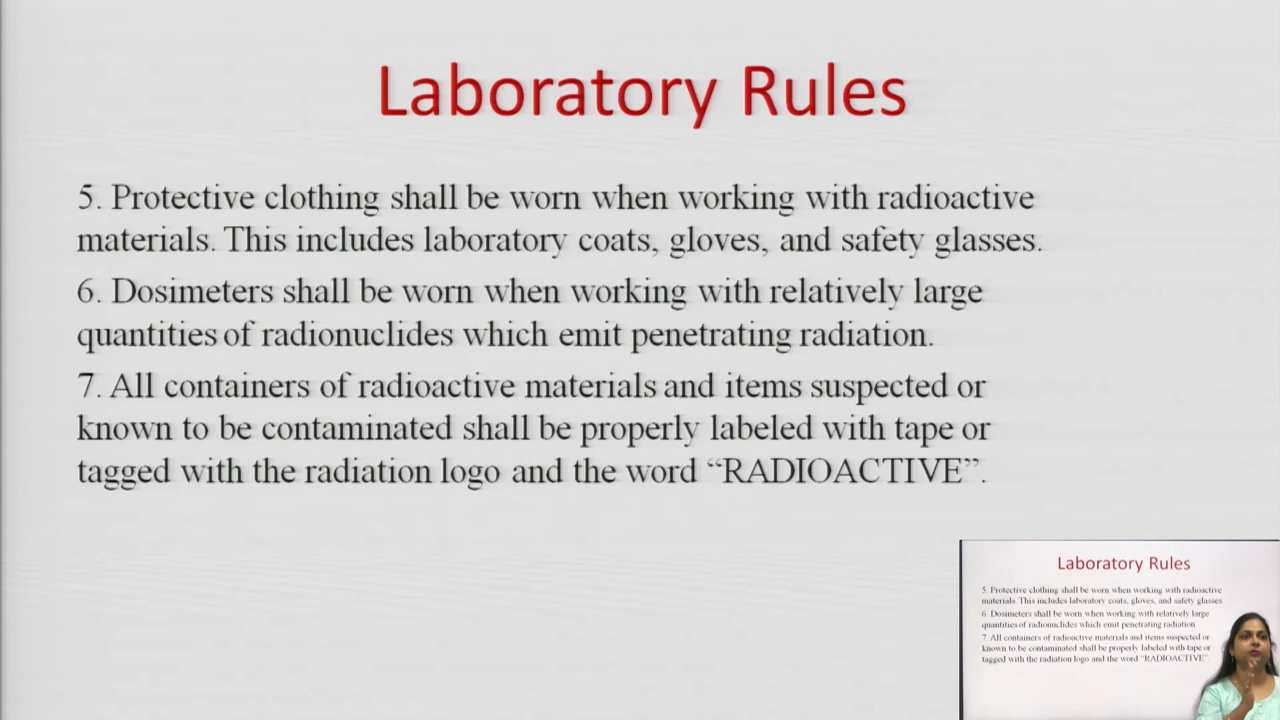 Laboratory Rules
5. Protective clothing shall be worn when working with radioactive
materials. This includes laboratory coats, gloves, and safety glasses.
6. Dosimeters shall be worn when working with relatively large
quantities of radionuclides which emit penetrating radiation.
7. All containers of radioactive materials and items suspected or
known to be contaminated shall be properly labeled with tape or
tagged with the radiation logo and the word “RADIOACTIVE”.
Laboratory Rules
5. Protective clothing shall be worn when working with radioactive
materials. This includes laboratory coats, gloves, and safety glasses.
6. Dosimeters shall be worn when working with relatively large
quantities of radionuclides which emit penetrating radiation
7. All containers of radioactive materials and items suspected or
known to be contaminated shall be properly labeled with tape or
tagged with the radiation logo and the word “RADIOACTIVE”